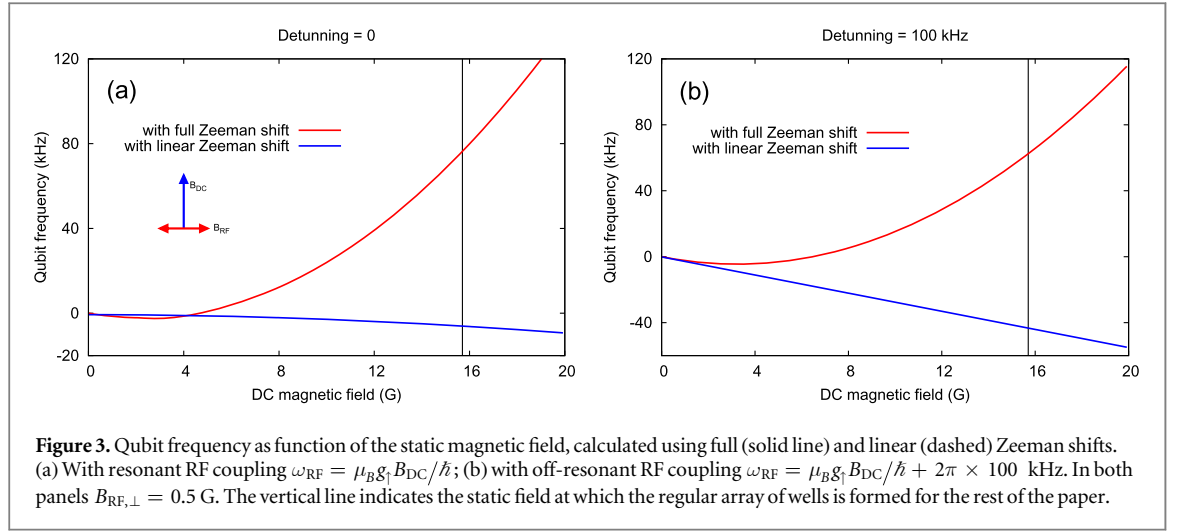 Detunning = 0
120
80
40
0
-20
0
4
8
12
16
20
Qubit frequency (kHz)
DC magnetic field (G)
(a)
with full Zeeman shift
with linear Zeeman shift
B_DC
B_RF
Detunning = 100 kHz
120
80
40
0
-40
0
4
8
12
16
20
Qubit frequency (kHz)
DC magnetic field (G)
(b)
with full Zeeman shift
with linear Zeeman shift
Figure 3. Qubit frequency as function of the static magnetic field, calculated using full (solid line) and linear (dashed) Zeeman shifts.
(a) With resonant RF coupling ω_RF = μ_B g_↑ B_DC/ℏ; (b) with off-resonant RF coupling ω_RF = μ_B g_↑ B_DC/ℏ + 2π × 100 kHz. In both
panels B_RF,⊥ = 0.5 G. The vertical line indicates the static field at which the regular array of wells is formed for the rest of the paper.